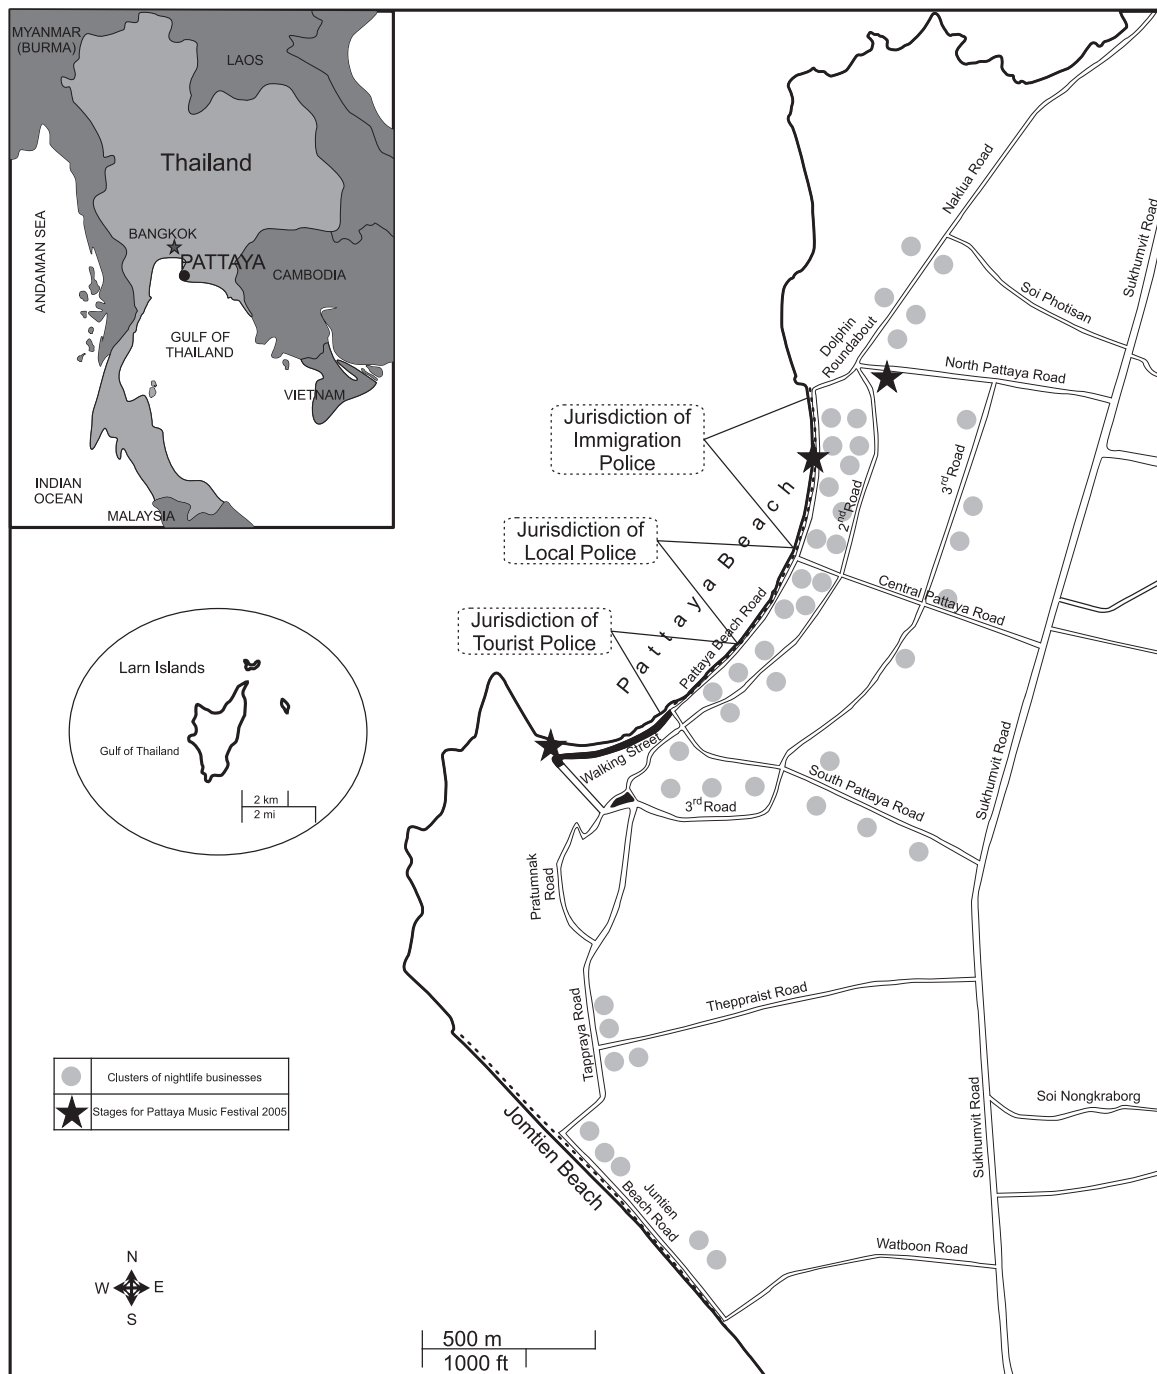 MYANMAR
(BURMA)
LAOS
Thailand
ANDAMAN SEA
BANGKOK
PATTAYA
CAMBODIA
GULF OF
THAILAND
VIETNAM
INDIAN
OCEAN
MALAYSIA
Naklua Road
Sukhumvit Road
Soi Photisan
Dolphin
Roundabout
North Pattaya Road
Jurisdiction of
Immigration
Police
3rd Road
2nd Road
Pattaya Beach
Jurisdiction of
Local Police
Central Pattaya Road
Pattaya Beach Road
Jurisdiction of
Tourist Police
Larn Islands
Gulf of Thailand
2 km
2 mi
Walking Street
3rd Road
South Pattaya Road
Sukhumvit Road
Pratumnak
Road
Theppraist Road
Tappraya Road
Clusters of nightlife businesses
Stages for Pattaya Music Festival 2005
Soi Nongkraborg
Sukhumvit Road
Jomtien Beach
Juntien
Beach Road
Watboon Road
N
W
E
S
500 m
1000 ft